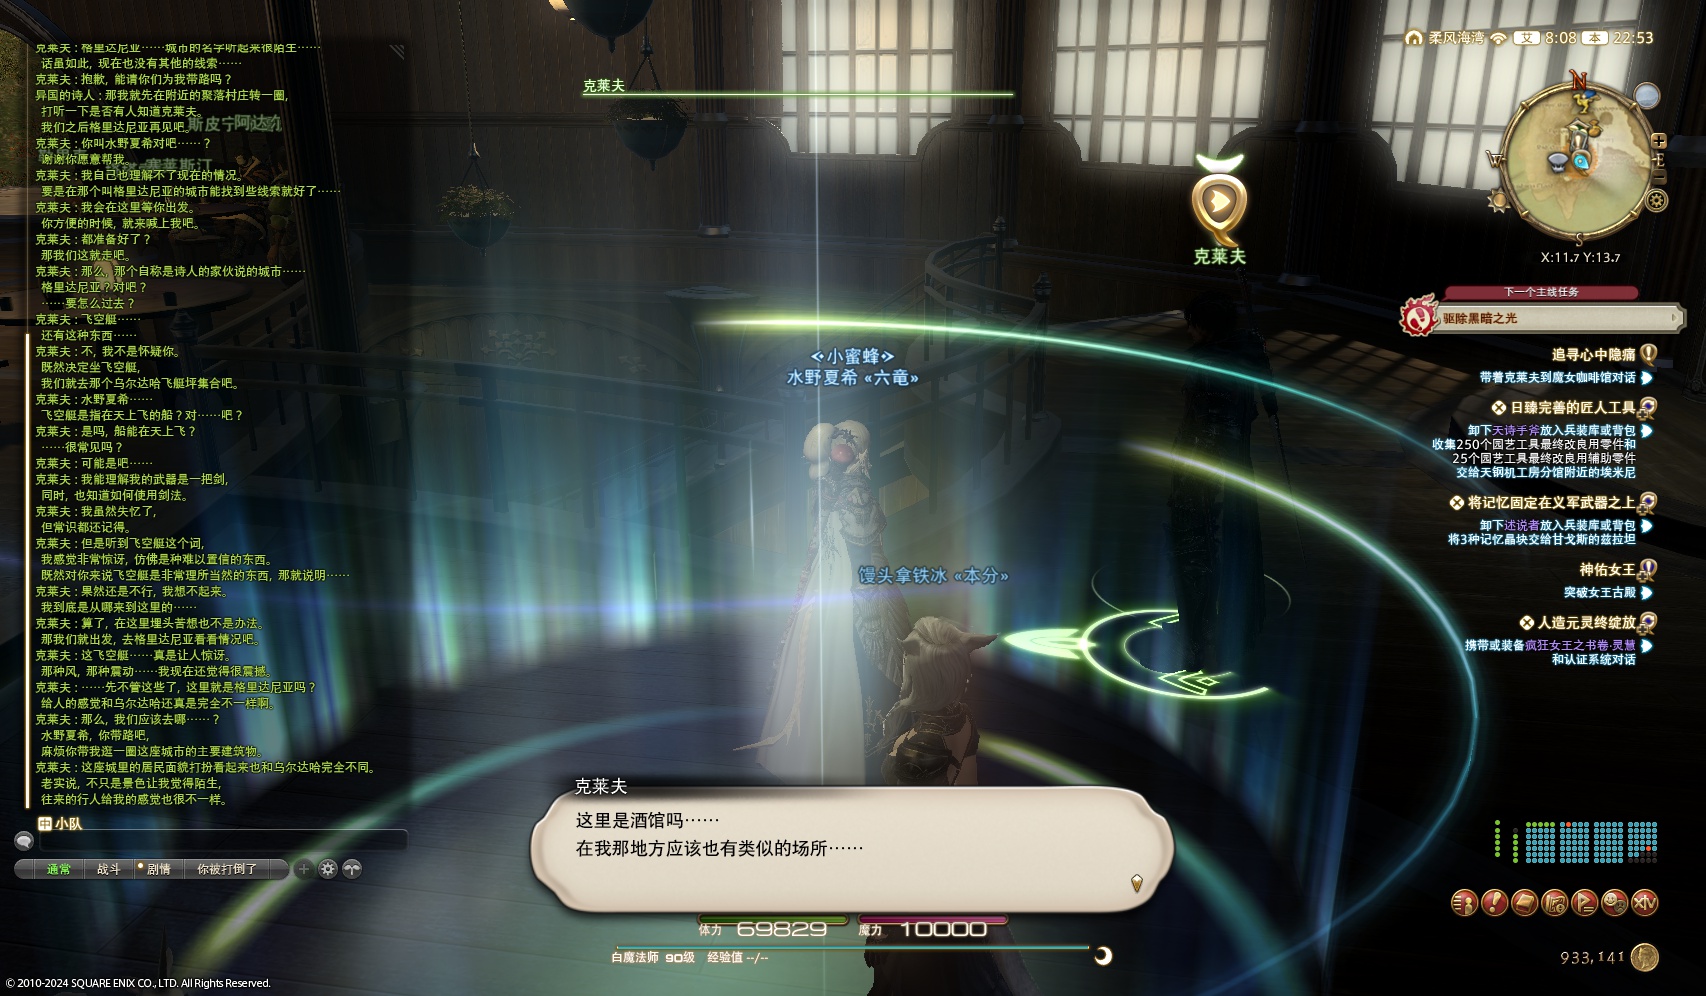 克莱夫：格里达尼亚……城市的名字听起来很陌生……
话虽如此，现在也没有其他的线索……
克莱夫：抱歉，能请你们为我带路吗？
异国的诗人：那我就先在附近的聚落村庄转一圈，
打听一下是否有人知道克莱夫。
我们之后格里达尼亚再见吧。
克莱夫：你叫水野夏希对吧……？
谢谢你愿意帮我。
克莱夫：我自己也理解不了现在的情况。
要是在那个叫格里达尼亚的城市能找到些线索就好了……
克莱夫：我会在这里等你出发。
你方便的时候，就来喊上我吧。
克莱夫：都准备好了？
那我们这就走吧。
克莱夫：那么，那个自称是诗人的家伙说的城市……
格里达尼亚？对吧？
……要怎么过去？
克莱夫：飞空艇……
还有这种东西……
克莱夫：不，我不是怀疑你。
既然决定坐飞空艇，
我们就去那个乌尔达哈飞艇坪集合吧。
克莱夫：水野夏希……
飞空艇是指在天上飞的船？对……吧？
克莱夫：是吗，船能在天上飞？
……很常见吗？
克莱夫：可能是吧……
克莱夫：我能理解我的武器是一把剑，
同时，也知道如何使用剑法。
克莱夫：我虽然失忆了，
但常识都还记得。
克莱夫：但是听到飞空艇这个词，
我感觉非常惊讶，仿佛是种难以置信的东西。
既然对你来说飞空艇是非常理所当然的东西，那就说明……
克莱夫：果然还是不行，我想不起来。
我到底是从哪来到这里的……
克莱夫：算了，在这里埋头苦想也不是办法。
那我们就出发，去格里达尼亚看看情况吧。
克莱夫：这飞空艇……真是让人惊讶。
那种风，那种震动……我现在还觉得很震撼。
克莱夫：……先不管这些了，这里就是格里达尼亚吗？
给人的感觉和乌尔达哈还真是完全不一样啊。
克莱夫：那么，我们应该去哪……？
水野夏希，你带路吧，
麻烦你带我逛一圈这座城市的主要建筑物。
克莱夫：这座城里的居民面貌打扮看起来也和乌尔达哈完全不同。
老实说，不只是景色让我觉得陌生，
往来的行人给我的感觉也很不一样。
斯皮宁阿达尔
赛莱斯汀
中 小队
通常 战斗 剧情 你被打倒了
克莱夫
克莱夫
小蜜蜂
水野夏希 «六竜»
馒头拿铁冰 «本分»
克莱夫
这里是酒馆吗……
在我那地方应该也有类似的场所……
体力 69829 魔力 10000
白魔法师 90级 经验值 --/--
柔风海湾 艾 8:08 本 22:53
N
W
E
S
X:11.7 Y:13.7
下一个主线任务
驱除黑暗之光
追寻心中隐痛
带着克莱夫到魔女咖啡馆对话
日臻完善的匠人工具
卸下天诗手斧放入兵装库或背包
收集250个园艺工具最终改良用零件和
25个园艺工具最终改良用辅助零件
交给天钢机工房分馆附近的埃米尼
将记忆固定在义军武器之上
卸下述说者放入兵装库或背包
将3种记忆晶块交给甘戈斯的兹拉坦
神佑女王
突破女王古殿
人造元灵终绽放
携带或装备疯狂女王之书卷·灵慧
和认证系统对话
XIV
933,141
© 2010-2024 SQUARE ENIX CO., LTD. All Rights Reserved.